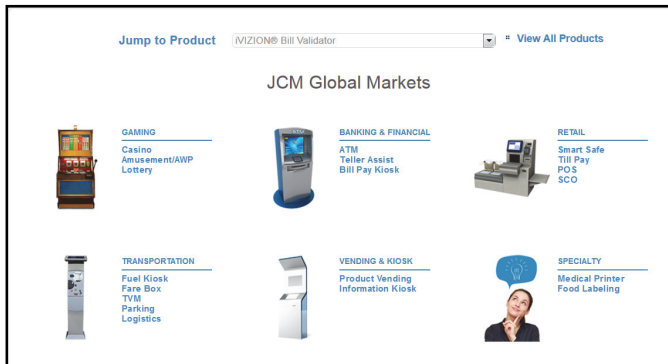 Jump to Product iVIZION® Bill Validator View All Products
JCM Global Markets
GAMING
Casino
Amusement/AWP
Lottery
BANKING & FINANCIAL
ATM
Teller Assist
Bill Pay Kiosk
RETAIL
Smart Safe
Till Pay
POS
SCO
TRANSPORTATION
Fuel Kiosk
Fare Box
TVM
Parking
Logistics
VENDING & KIOSK
Product Vending
Information Kiosk
SPECIALTY
Medical Printer
Food Labeling